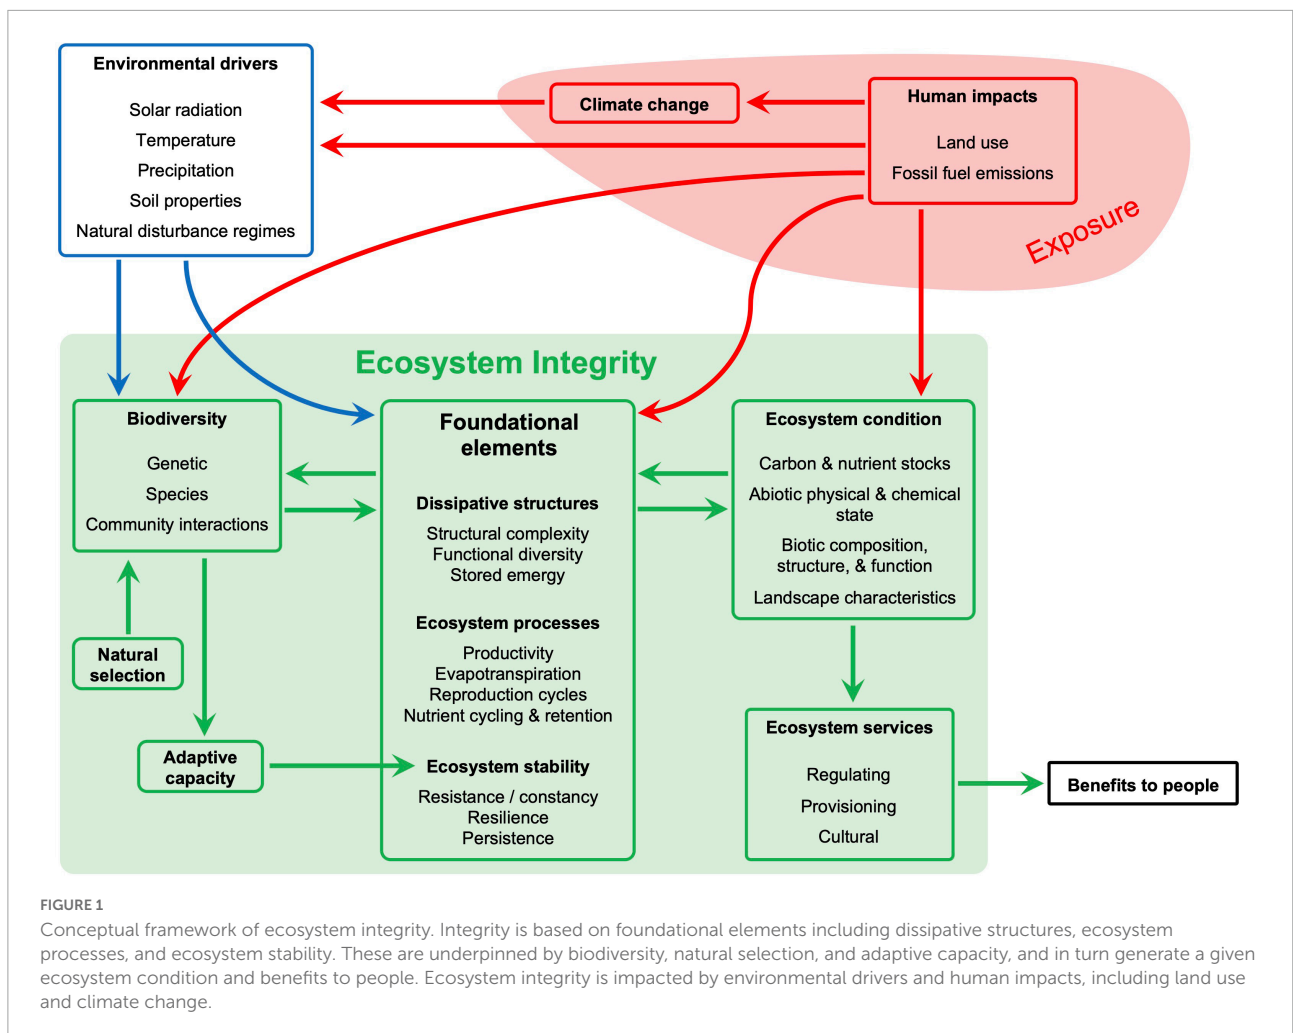 Environmental drivers
Solar radiation
Temperature
Precipitation
Soil properties
Natural disturbance regimes
Climate change
Human impacts
Land use
Fossil fuel emissions
Exposure
Ecosystem Integrity
Biodiversity
Genetic
Species
Community interactions
Natural
selection
Adaptive
capacity
Foundational
elements
Dissipative structures
Structural complexity
Functional diversity
Stored emergy
Ecosystem processes
Productivity
Evapotranspiration
Reproduction cycles
Nutrient cycling & retention
Ecosystem stability
Resistance / constancy
Resilience
Persistence
Ecosystem condition
Carbon & nutrient stocks
Abiotic physical & chemical
state
Biotic composition,
structure, & function
Landscape characteristics
Ecosystem services
Regulating
Provisioning
Cultural
Benefits to people
FIGURE 1
Conceptual framework of ecosystem integrity. Integrity is based on foundational elements including dissipative structures, ecosystem
processes, and ecosystem stability. These are underpinned by biodiversity, natural selection, and adaptive capacity, and in turn generate a given
ecosystem condition and benefits to people. Ecosystem integrity is impacted by environmental drivers and human impacts, including land use
and climate change.